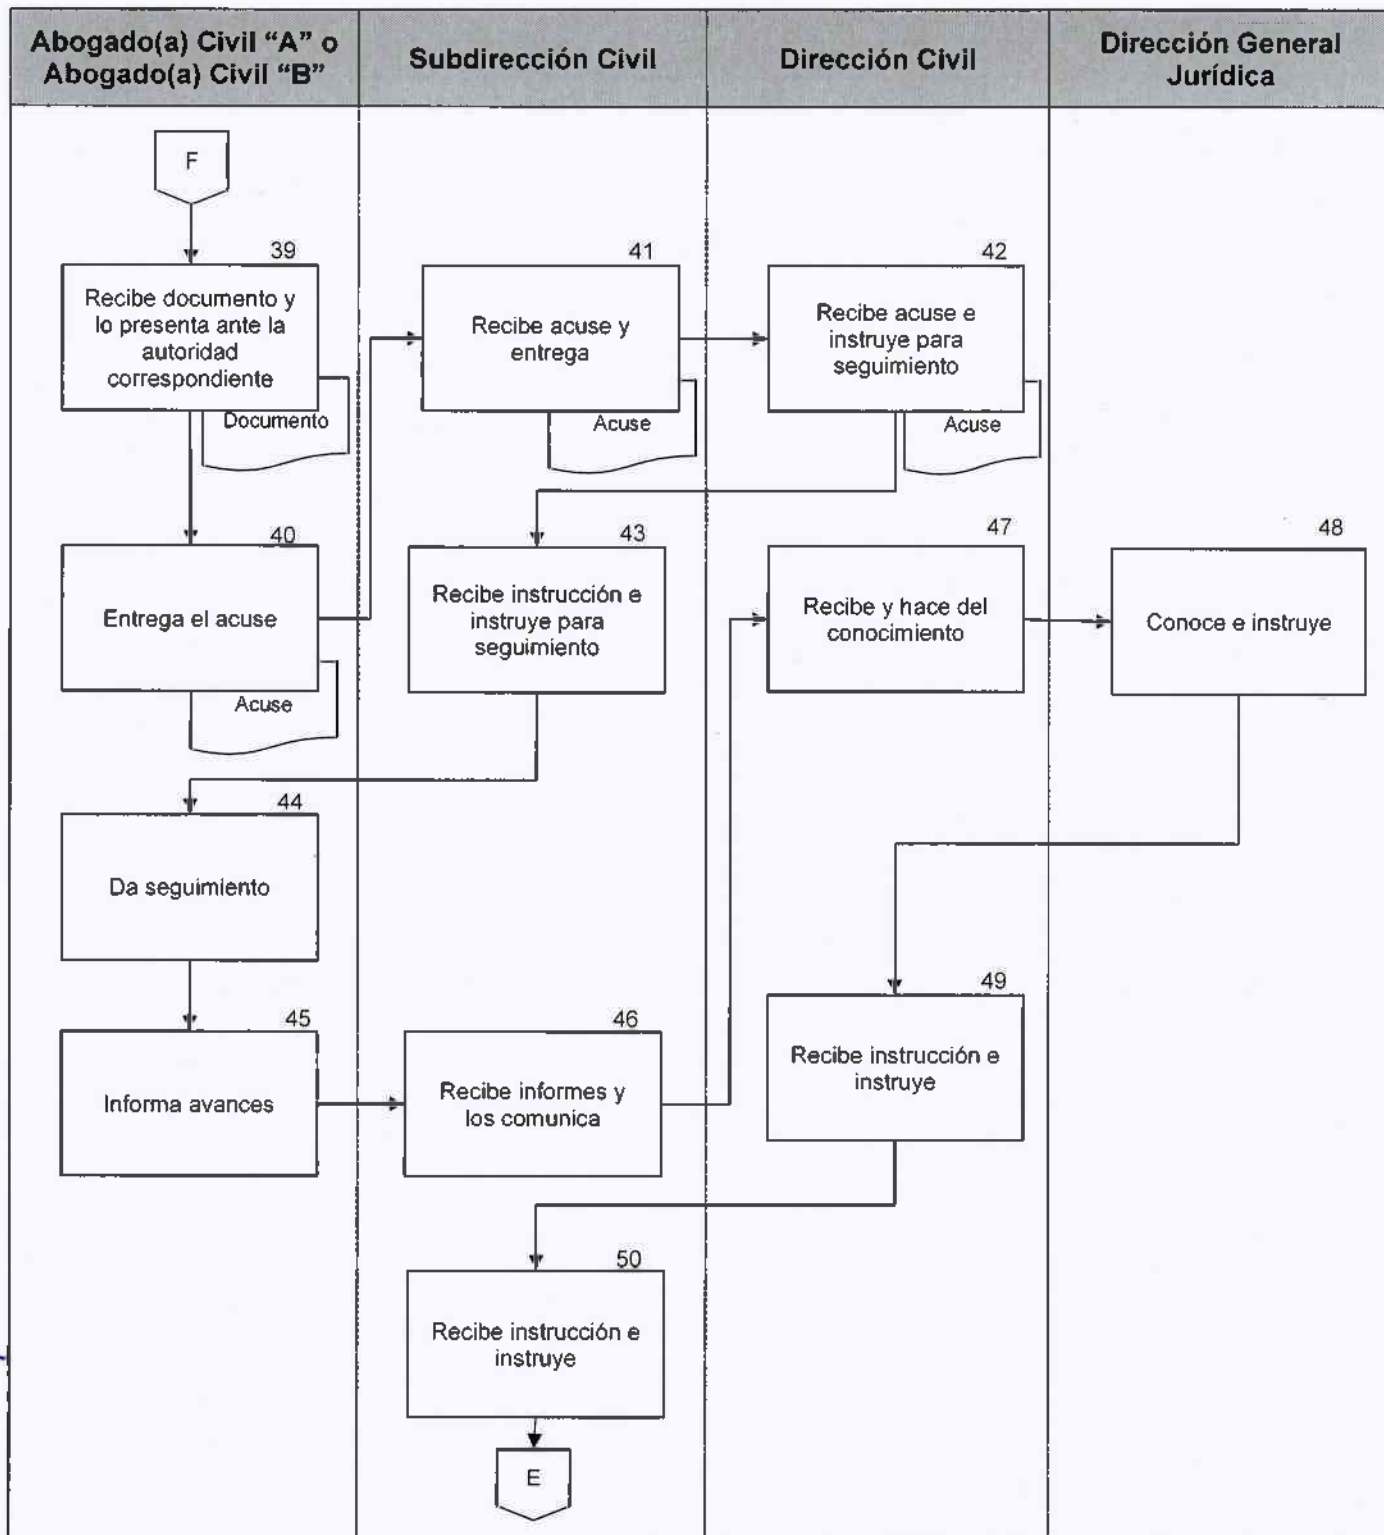 Abogado(a) Civil “A” o
Abogado(a) Civil “B”
Subdirección Civil
Dirección Civil
Dirección General
Jurídica
F
39
Recibe documento y
lo presenta ante la
autoridad
correspondiente
Documento
41
Recibe acuse y
entrega
Acuse
42
Recibe acuse e
instruye para
seguimiento
Acuse
40
Entrega el acuse
Acuse
43
Recibe instrucción e
instruye para
seguimiento
47
Recibe y hace del
conocimiento
48
Conoce e instruye
44
Da seguimiento
45
Informa avances
46
Recibe informes y
los comunica
49
Recibe instrucción e
instruye
50
Recibe instrucción e
instruye
E